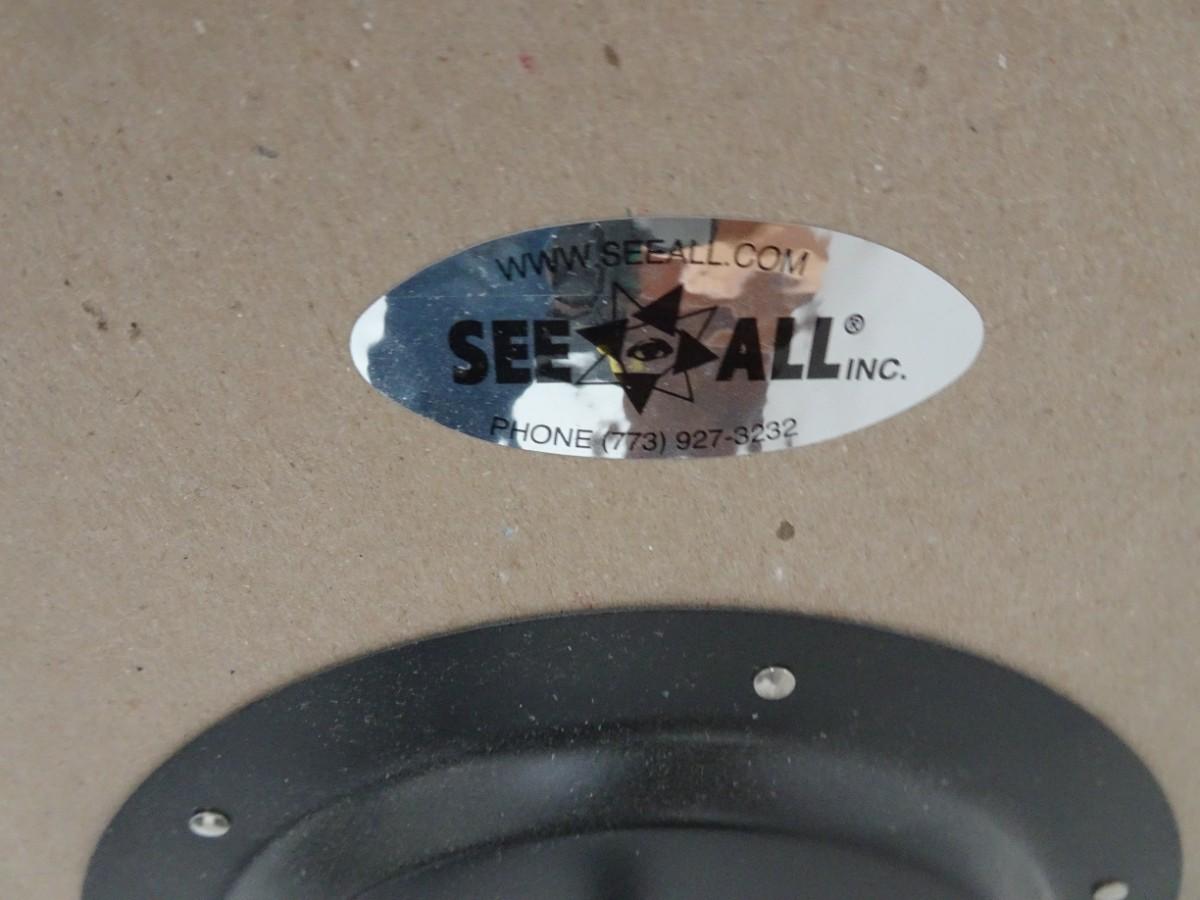 WWW.SEEALL.COM
SEE ALL® INC.
PHONE (773) 927-3232